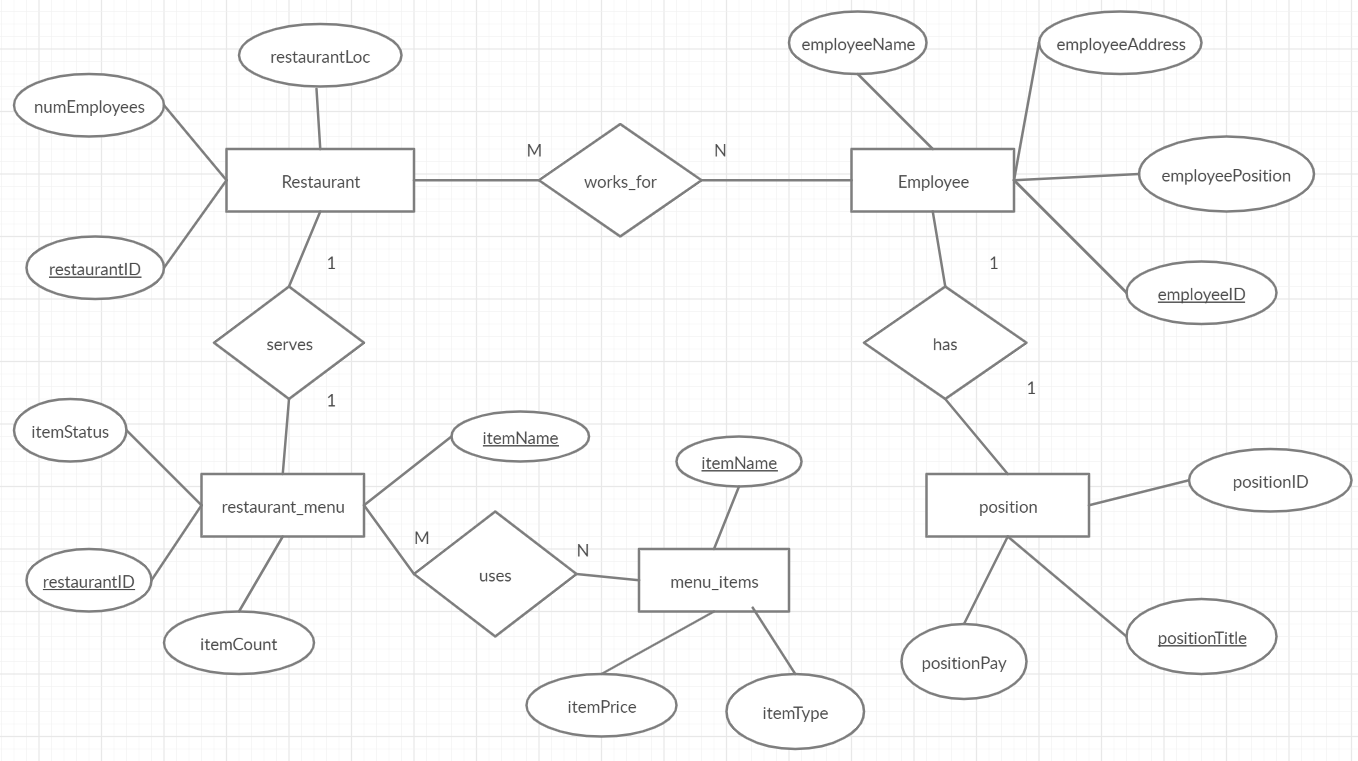 employeeName
employeeAddress
restaurantLoc
numEmployees
M
N
Restaurant
works_for
Employee
employeePosition
restaurantID
1
1
employeeID
serves
has
1
1
itemStatus
itemName
itemName
positionID
restaurant_menu
position
M
N
uses
menu_items
restaurantID
itemCount
positionTitle
positionPay
itemPrice
itemType